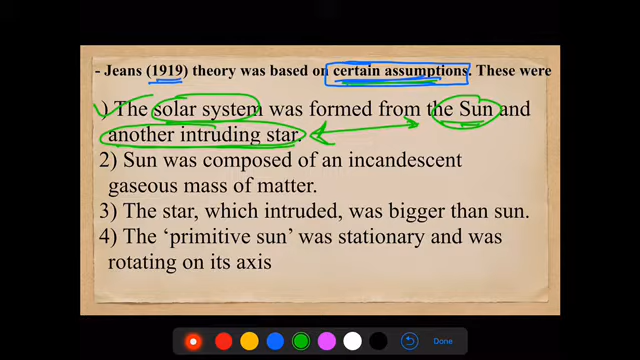 - Jeans (1919) theory was based on certain assumptions. These were
) The solar system was formed from the Sun and
another intruding star.
2) Sun was composed of an incandescent
gaseous mass of matter.
3) The star, which intruded, was bigger than sun.
4) The ‘primitive sun’ was stationary and was
rotating on its axis
Done